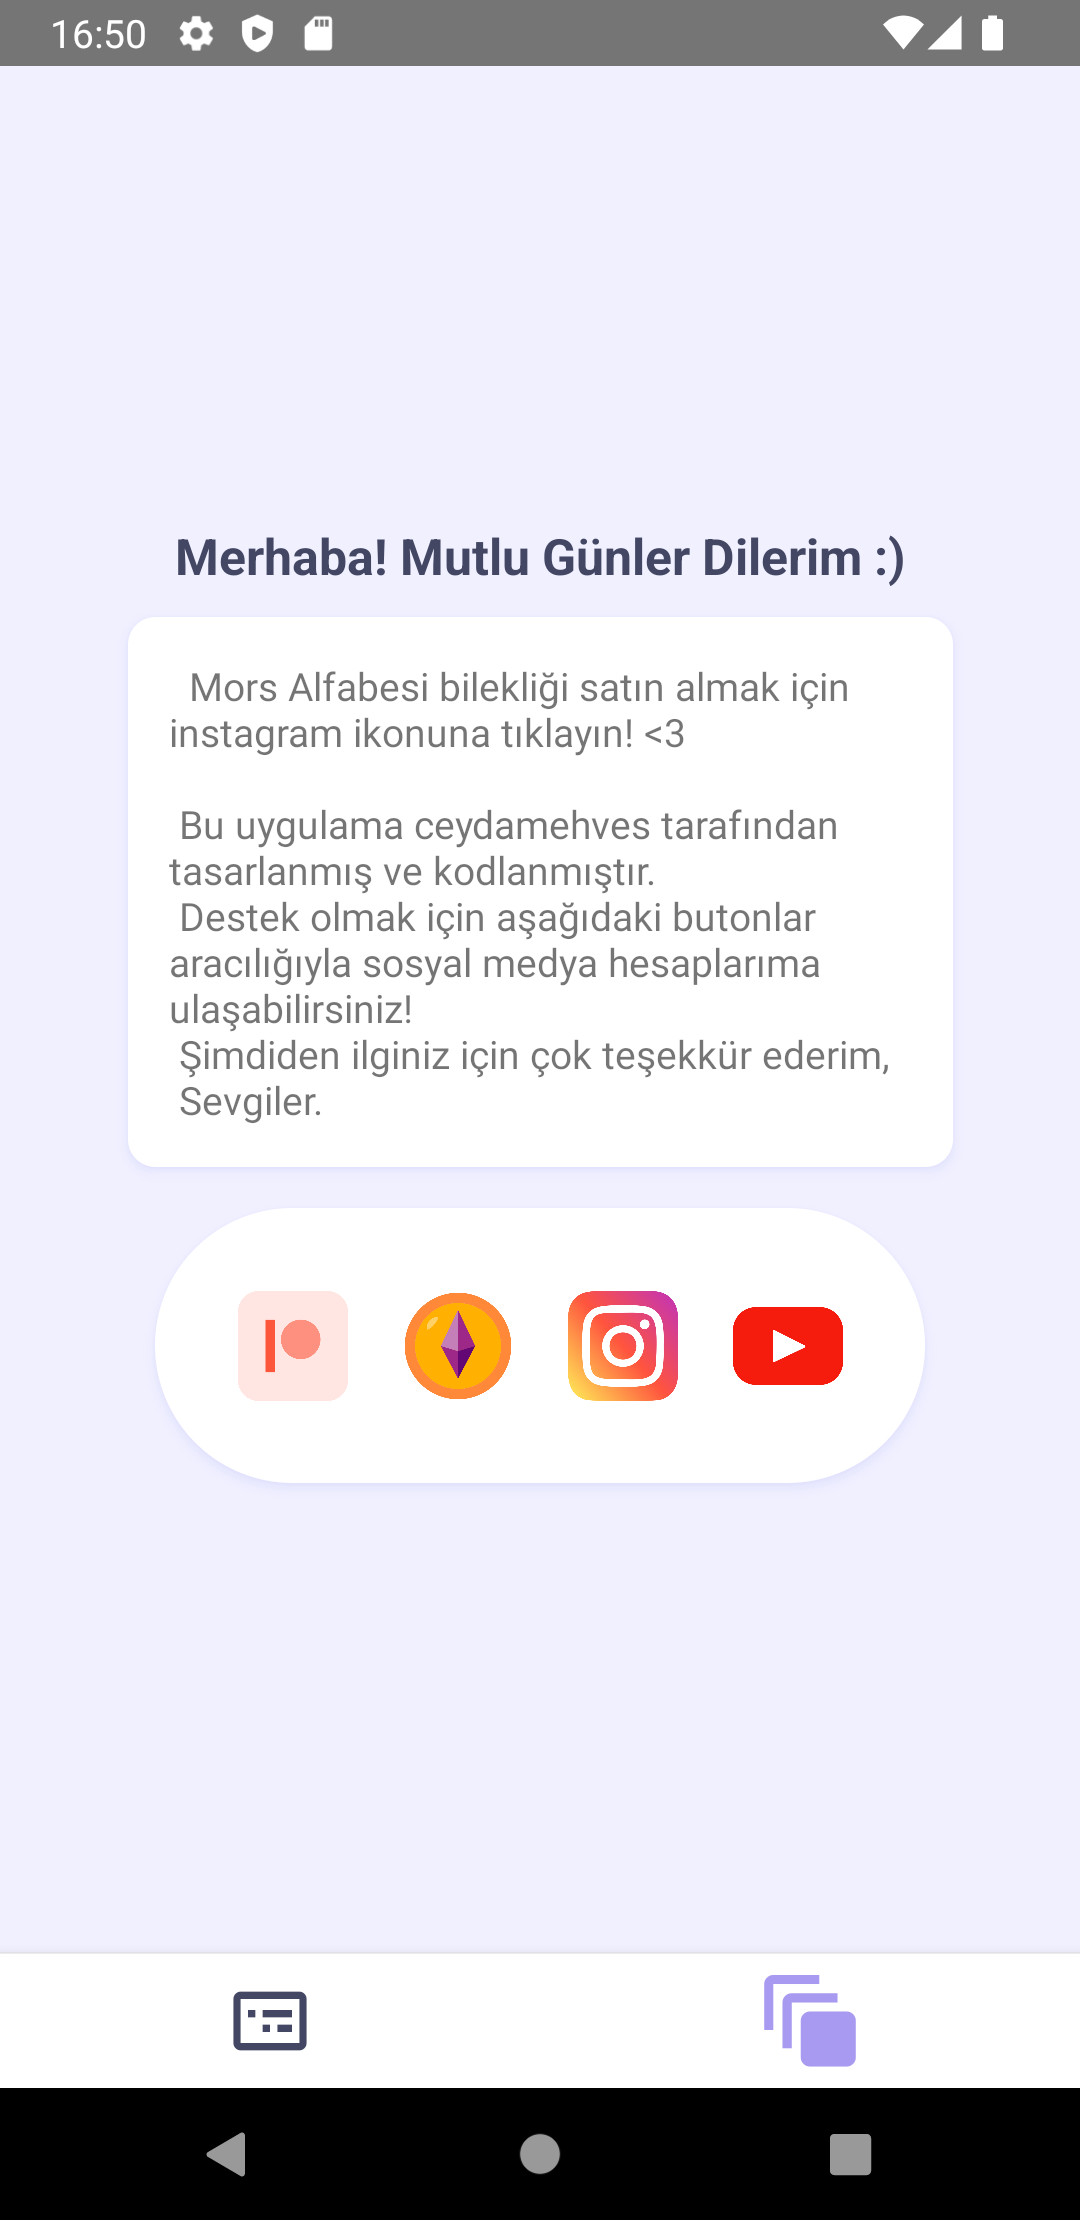 16:50
Merhaba! Mutlu Günler Dilerim :)
Mors Alfabesi bilekliği satın almak için
instagram ikonuna tıklayın! <3
Bu uygulama ceydamehves tarafından
tasarlanmış ve kodlanmıştır.
Destek olmak için aşağıdaki butonlar
aracılığıyla sosyal medya hesaplarıma
ulaşabilirsiniz!
Şimdiden ilginiz için çok teşekkür ederim,
Sevgiler.